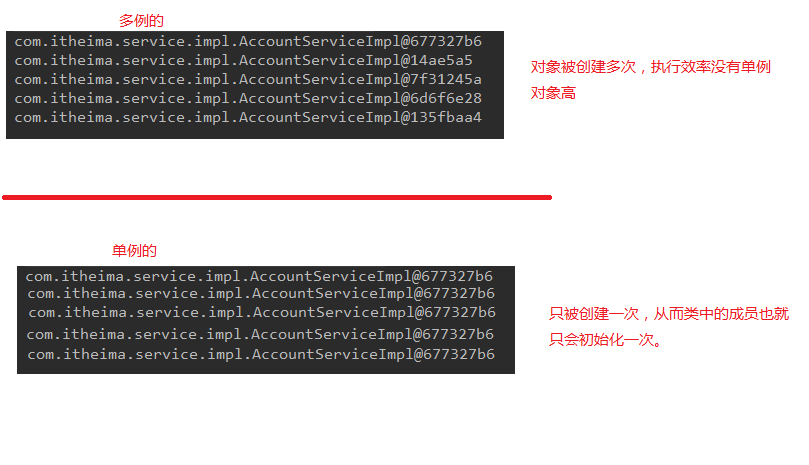 多例的
com.itheima.service.impl.AccountServiceImpl@677327b6
com.itheima.service.impl.AccountServiceImpl@14ae5a5
com.itheima.service.impl.AccountServiceImpl@7f31245a
com.itheima.service.impl.AccountServiceImpl@6d6f6e28
com.itheima.service.impl.AccountServiceImpl@135fbaa4
对象被创建多次，执行效率没有单例
对象高
单例的
com.itheima.service.impl.AccountServiceImpl@677327b6
com.itheima.service.impl.AccountServiceImpl@677327b6
com.itheima.service.impl.AccountServiceImpl@677327b6
com.itheima.service.impl.AccountServiceImpl@677327b6
com.itheima.service.impl.AccountServiceImpl@677327b6
只被创建一次，从而类中的成员也就
只会初始化一次。